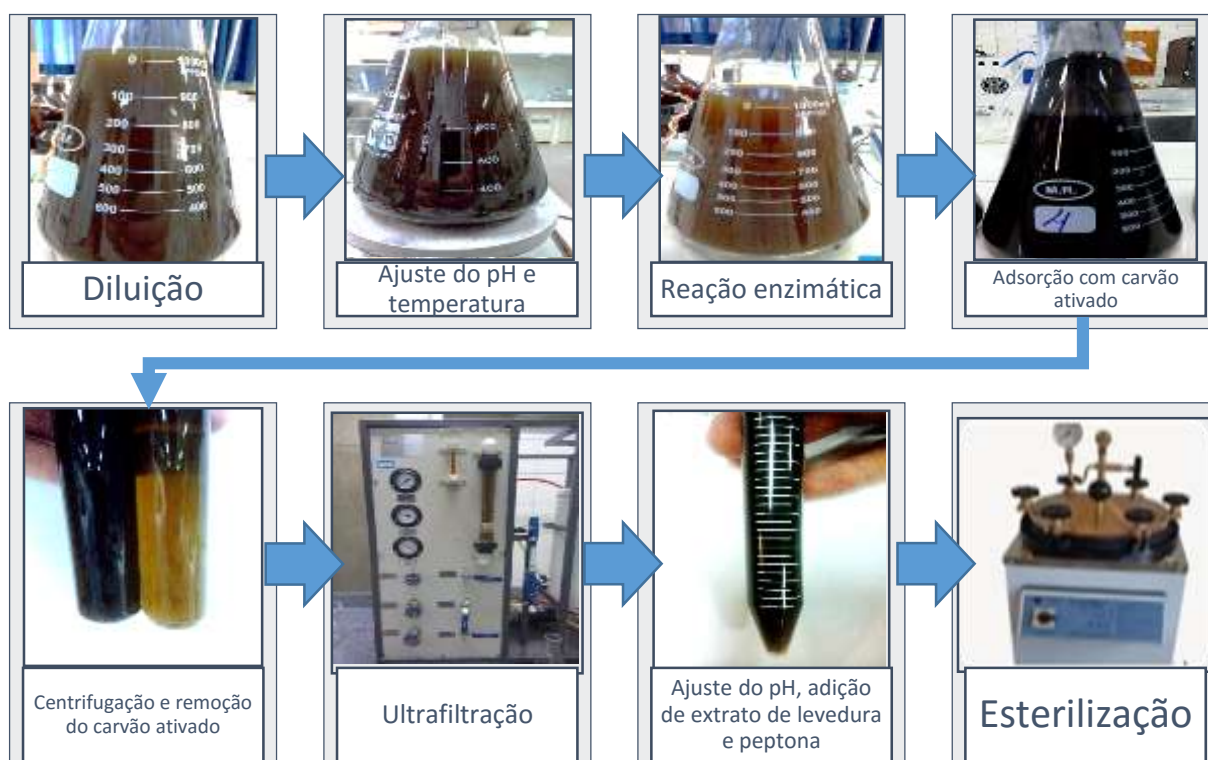 Diluição
Ajuste do pH e
temperatura
Reação enzimática
Adsorção com carvão
ativado
Centrifugação e remoção
do carvão ativado
Ultrafiltração
Ajuste do pH, adição
de extrato de levedura
e peptona
Esterilização